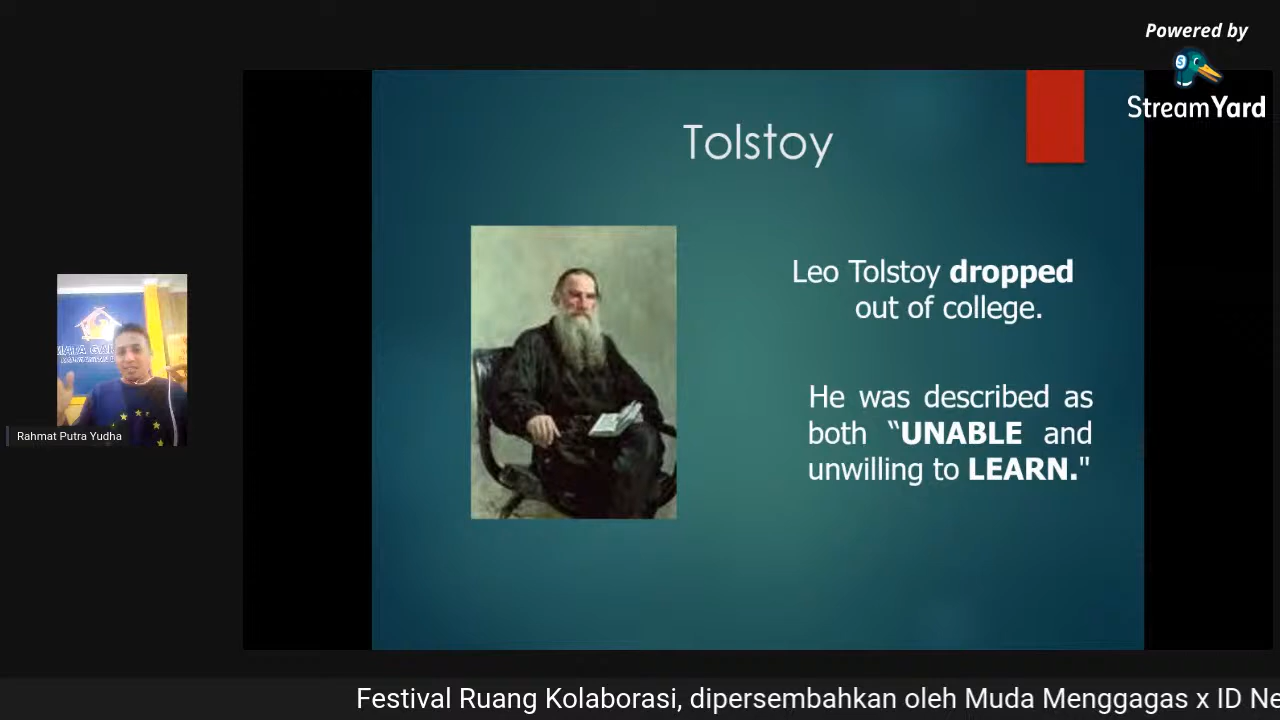 Powered by
StreamYard
Tolstoy
Leo Tolstoy dropped
out of college.
He was described as
both “UNABLE and
unwilling to LEARN."
Rahmat Putra Yudha
Festival Ruang Kolaborasi, dipersembahkan oleh Muda Menggagas x ID Ne